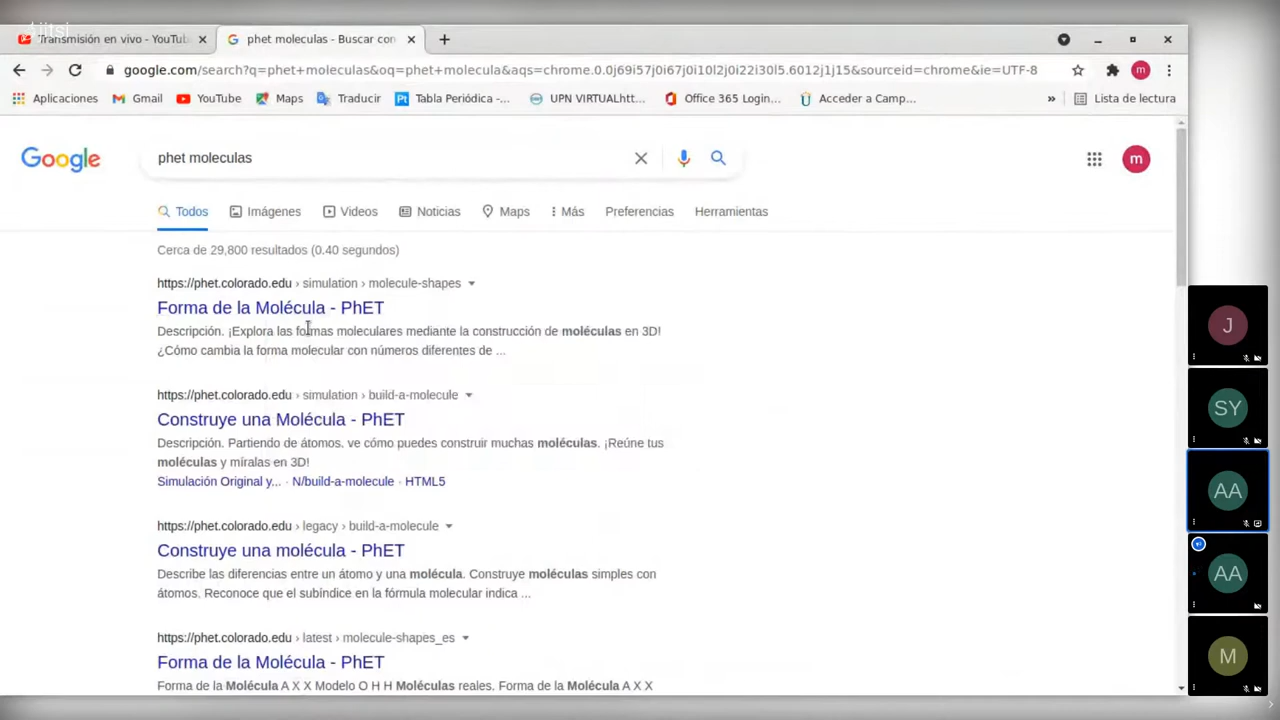 jitsi
Transmisión en vivo - YouTub
phet moleculas - Buscar con
google.com/search?q=phet+moleculas&oq=phet+molecula&aqs=chrome.0.0j69i57j0i67j0i10l2j0i22i30l5.6012j1j15&sourceid=chrome&ie=UTF-8
m
Aplicaciones
Gmail
YouTube
Maps
Traducir
Pt
Tabla Periódica -...
UPN VIRTUALhtt...
Office 365 Login...
Acceder a Camp...
»
Lista de lectura
Google
phet moleculas
m
Todos
Imágenes
Videos
Noticias
Maps
Más
Preferencias
Herramientas
Cerca de 29,800 resultados (0.40 segundos)
https://phet.colorado.edu › simulation › molecule-shapes
Forma de la Molécula - PhET
Descripción. ¡Explora las formas moleculares mediante la construcción de moléculas en 3D!
¿Cómo cambia la forma molecular con números diferentes de ...
https://phet.colorado.edu › simulation › build-a-molecule
Construye una Molécula - PhET
Descripción. Partiendo de átomos. ve cómo puedes construir muchas moléculas. ¡Reúne tus
moléculas y míralas en 3D!
Simulación Original y... · N/build-a-molecule · HTML5
https://phet.colorado.edu › legacy › build-a-molecule
Construye una molécula - PhET
Describe las diferencias entre un átomo y una molécula. Construye moléculas simples con
átomos. Reconoce que el subíndice en la fórmula molecular indica ...
https://phet.colorado.edu › latest › molecule-shapes_es
Forma de la Molécula - PhET
Forma de la Molécula A X X Modelo O H H Moléculas reales. Forma de la Molécula A X X
J
SY
AA
AA
M